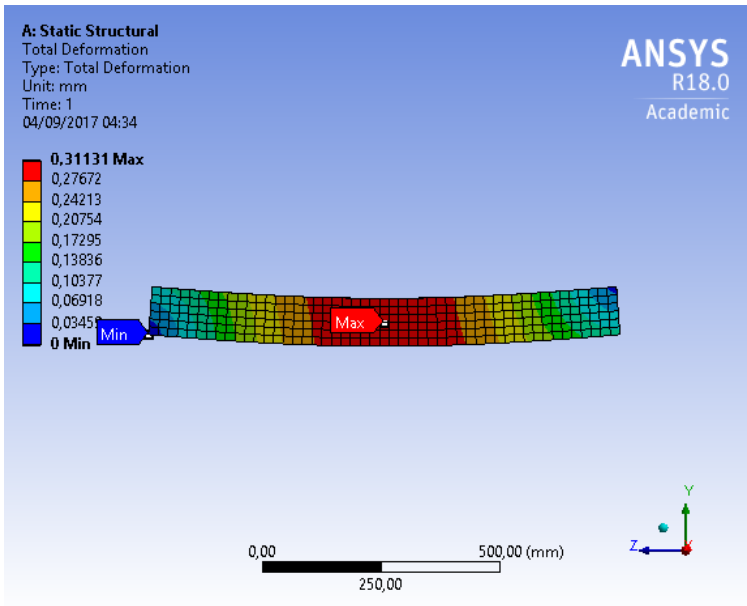 A: Static Structural
Total Deformation
Type: Total Deformation
Unit: mm
Time: 1
04/09/2017 04:34
ANSYS
R18.0
Academic
0,31131 Max
0,27672
0,24213
0,20754
0,17295
0,13836
0,10377
0,06918
0,03459
0 Min
Min
Max
0,00
500,00 (mm)
250,00
Y
Z
X